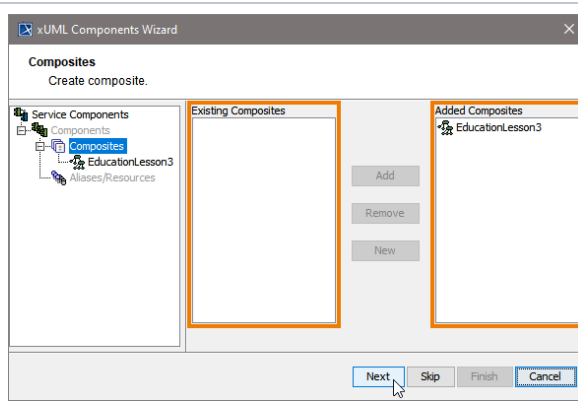 xUML Components Wizard
Composites
Create composite.
Service Components
Components
Composites
EducationLesson3
Aliases/Resources
Existing Composites
Add
Remove
New
Added Composites
EducationLesson3
Next
Skip
Finish
Cancel